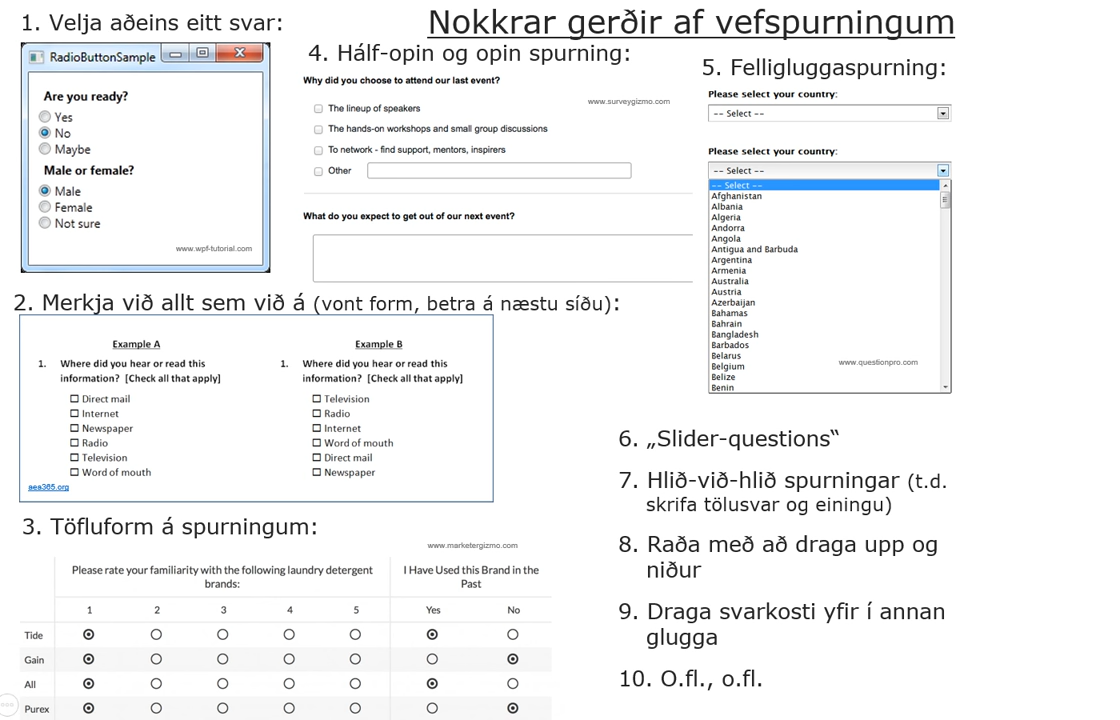 Nokkrar gerðir af vefspurningum
1. Velja aðeins eitt svar:
RadioButtonSample
Are you ready?
Yes
No
Maybe
Male or female?
Male
Female
Not sure
www.wpf-tutorial.com
4. Hálf-opin og opin spurning:
Why did you choose to attend our last event?
www.surveygizmo.com
The lineup of speakers
The hands-on workshops and small group discussions
To network - find support, mentors, inspirers
Other
What do you expect to get out of our next event?
5. Felligluggaspurning:
Please select your country:
-- Select --
Please select your country:
-- Select --
-- Select --
Afghanistan
Albania
Algeria
Andorra
Angola
Antigua and Barbuda
Argentina
Armenia
Australia
Austria
Azerbaijan
Bahamas
Bahrain
Bangladesh
Barbados
Belarus
Belgium
Belize
Benin
www.questionpro.com
2. Merkja við allt sem við á (vont form, betra á næstu síðu):
Example A
1. Where did you hear or read this
information? [Check all that apply]
Direct mail
Internet
Newspaper
Radio
Television
Word of mouth
aea365.org
Example B
1. Where did you hear or read this
information? [Check all that apply]
Television
Radio
Internet
Word of mouth
Direct mail
Newspaper
3. Töfluform á spurningum:
www.marketergizmo.com
Please rate your familiarity with the following laundry detergent
brands:
I Have Used this Brand in the
Past
1 2 3 4 5 Yes No
Tide
Gain
All
Purex
6. „Slider-questions“
7. Hlið-við-hlið spurningar (t.d.
skrifa tölusvar og einingu)
8. Raða með að draga upp og
niður
9. Draga svarkosti yfir í annan
glugga
10. O.fl., o.fl.